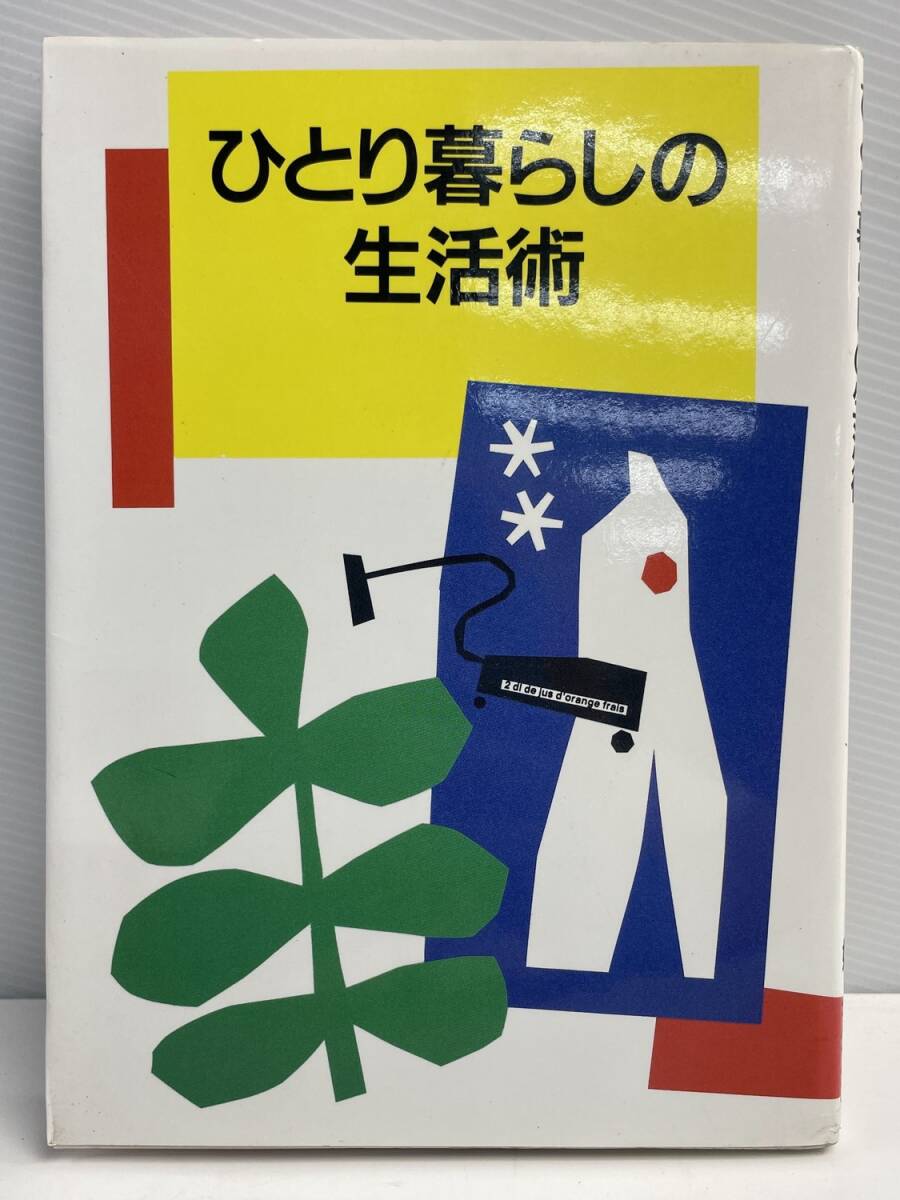 ひとり暮らしの
生活術
2 dl de jus d'orange frais